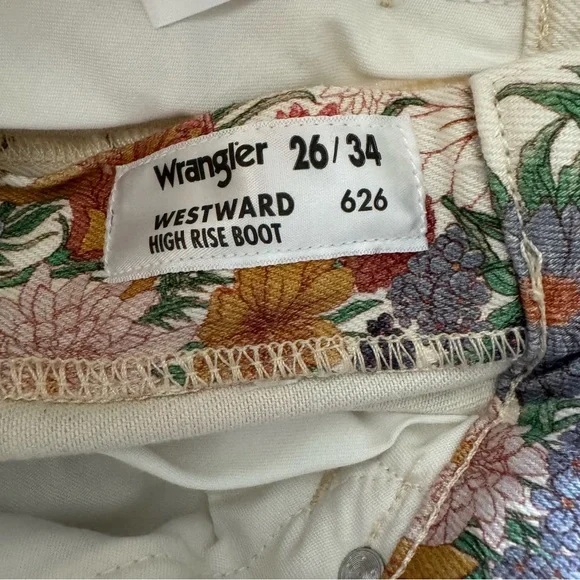 Wrangler 26/34
WESTWARD 626
HIGH RISE BOOT